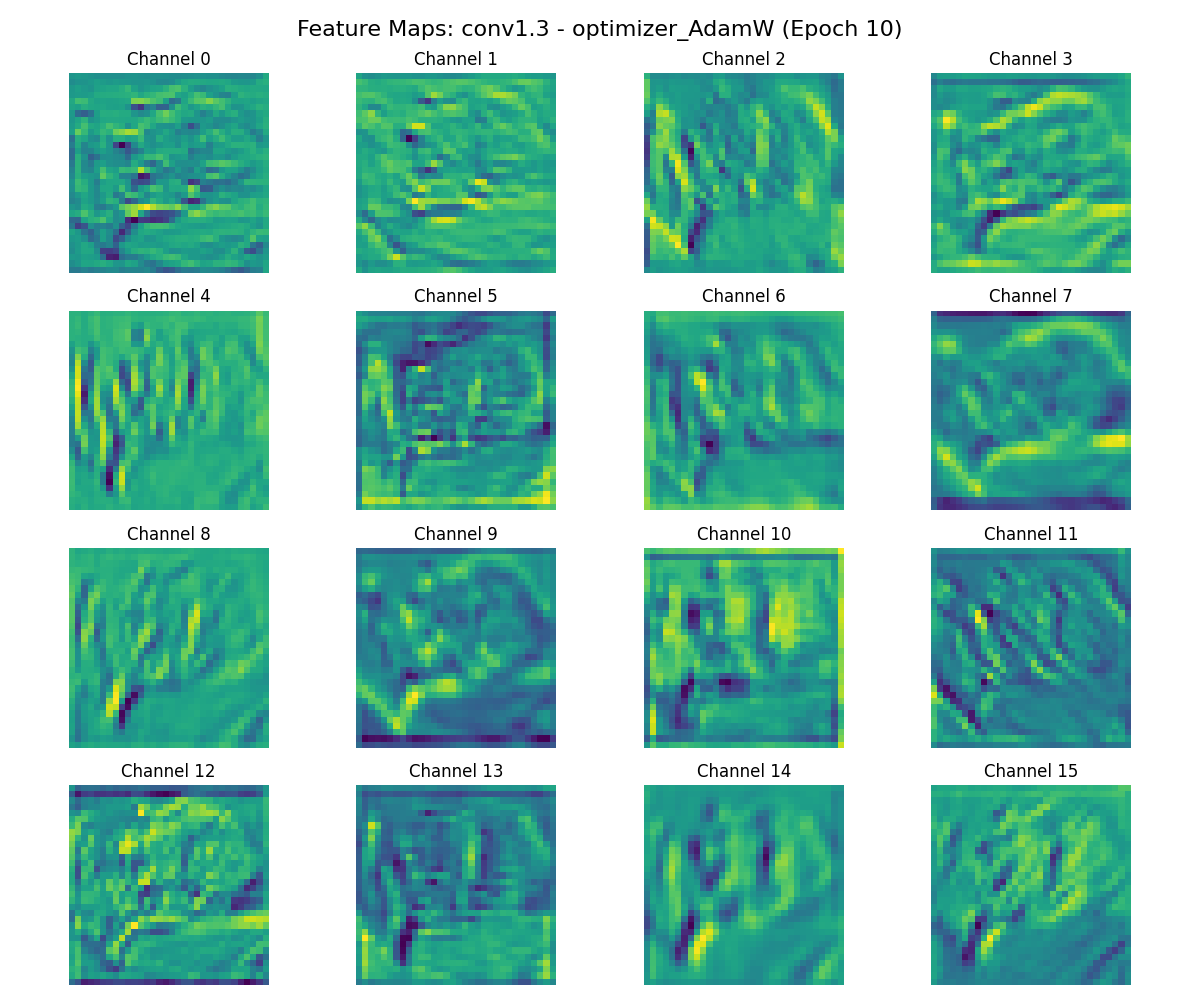 Feature Maps: conv1.3 - optimizer_AdamW (Epoch 10)
Channel 0 Channel 1 Channel 2 Channel 3
Channel 4 Channel 5 Channel 6 Channel 7
Channel 8 Channel 9 Channel 10 Channel 11
Channel 12 Channel 13 Channel 14 Channel 15